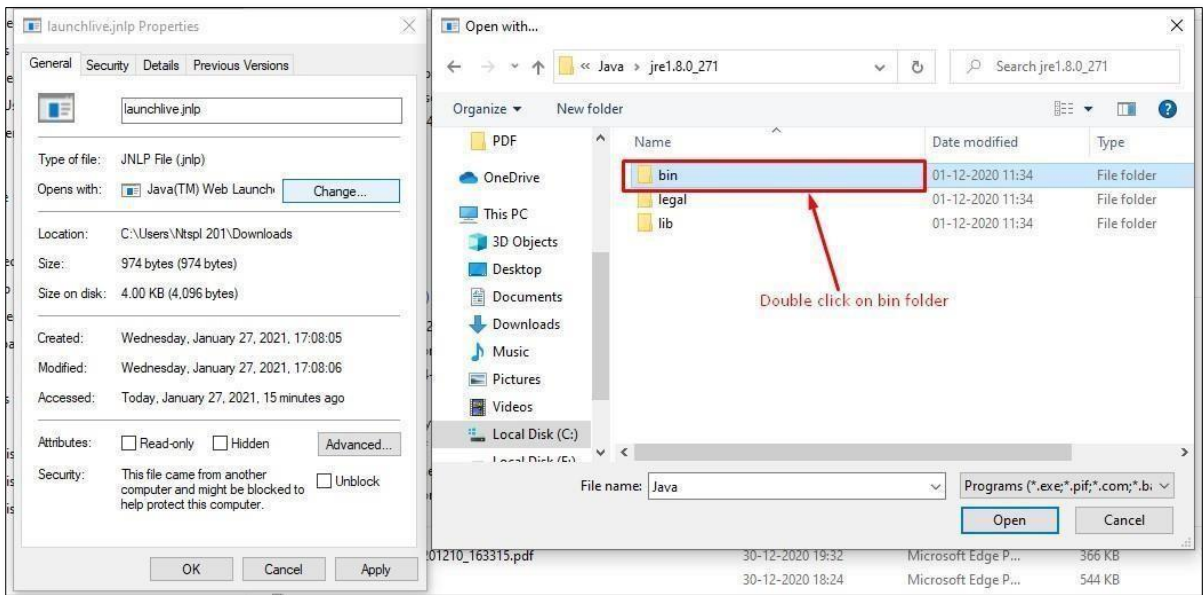 launchlive.jnlp Properties
General Security Details Previous Versions
launchlive.jnlp
Type of file: JNLP File (.jnlp)
Opens with: Java(TM) Web Launch
Change...
Location: C:\Users\Ntspl 201\Downloads
Size: 974 bytes (974 bytes)
Size on disk: 4.00 KB (4,096 bytes)
Created: Wednesday, January 27, 2021, 17:08:05
Modified: Wednesday, January 27, 2021, 17:08:06
Accessed: Today, January 27, 2021, 15 minutes ago
Attributes: Read-only Hidden Advanced...
Security: This file came from another
computer and might be blocked to
help protect this computer.
Unblock
OK Cancel Apply
Open with...
« Java › jre1.8.0_271
Search jre1.8.0_271
Organize New folder
PDF
OneDrive
This PC
3D Objects
Desktop
Documents
Downloads
Music
Pictures
Videos
Local Disk (C:)
Name Date modified Type
bin 01-12-2020 11:34 File folder
legal 01-12-2020 11:34 File folder
lib 01-12-2020 11:34 File folder
Double click on bin folder
File name: Java
Programs (*.exe;*.pif;*.com;*.ba
Open Cancel
01210_163315.pdf 30-12-2020 19:32 Microsoft Edge P... 366 KB
30-12-2020 18:24 Microsoft Edge P... 544 KB